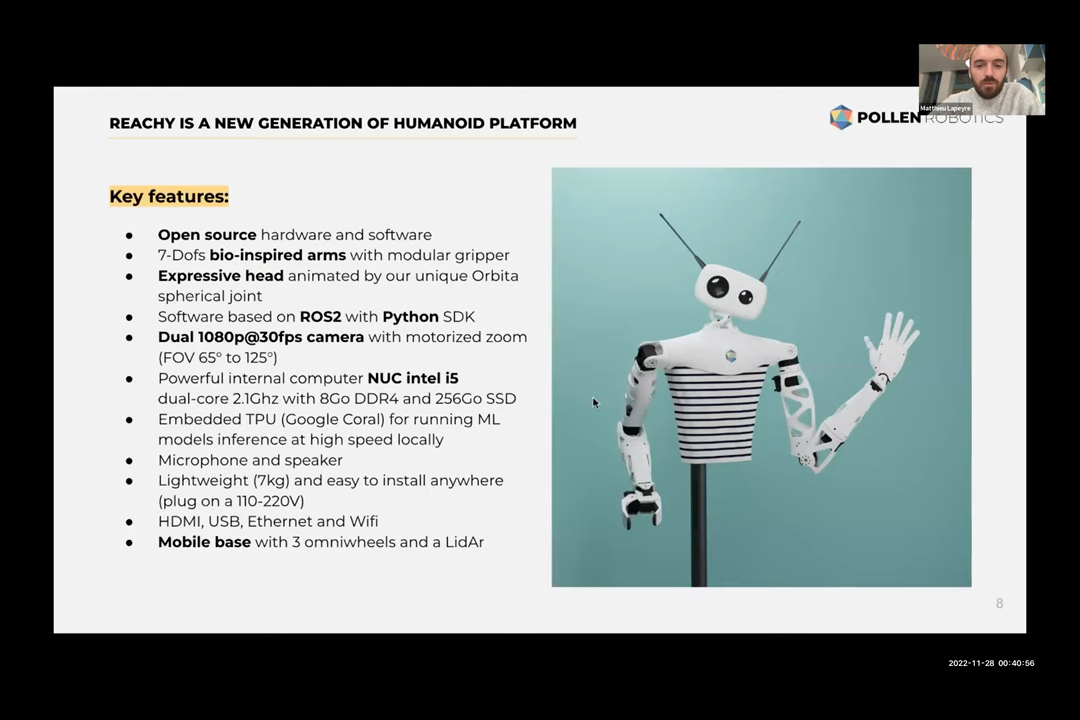 Matthieu Lapeyre
REACHY IS A NEW GENERATION OF HUMANOID PLATFORM
POLLEN ROBOTICS
Key features:
● Open source hardware and software
● 7-Dofs bio-inspired arms with modular gripper
● Expressive head animated by our unique Orbita
spherical joint
● Software based on ROS2 with Python SDK
● Dual 1080p@30fps camera with motorized zoom
(FOV 65° to 125°)
● Powerful internal computer NUC intel i5
dual-core 2.1Ghz with 8Go DDR4 and 256Go SSD
● Embedded TPU (Google Coral) for running ML
models inference at high speed locally
● Microphone and speaker
● Lightweight (7kg) and easy to install anywhere
(plug on a 110-220V)
● HDMI, USB, Ethernet and Wifi
● Mobile base with 3 omniwheels and a LidAr
8
2022-11-28 00:40:56